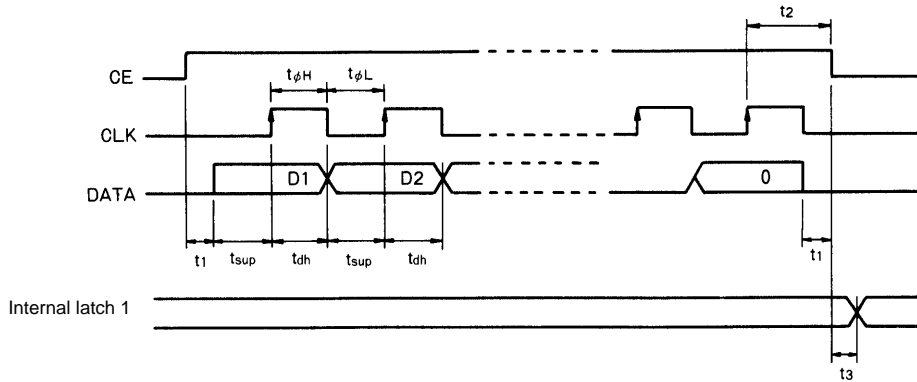 t2
CE
tφH tφL
CLK
DATA D1 D2 0
t1 tsup tdh tsup tdh t1
Internal latch 1
t3